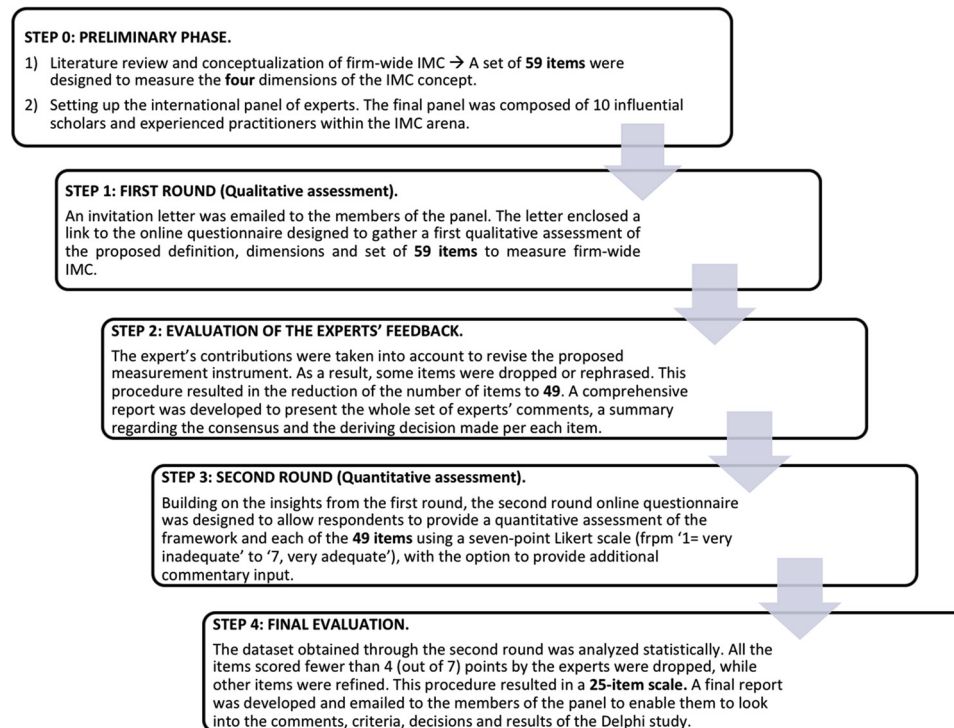 STEP 0: PRELIMINARY PHASE.
1) Literature review and conceptualization of firm-wide IMC → A set of 59 items were
designed to measure the four dimensions of the IMC concept.
2) Setting up the international panel of experts. The final panel was composed of 10 influential
scholars and experienced practitioners within the IMC arena.
STEP 1: FIRST ROUND (Qualitative assessment).
An invitation letter was emailed to the members of the panel. The letter enclosed a
link to the online questionnaire designed to gather a first qualitative assessment of
the proposed definition, dimensions and set of 59 items to measure firm-wide
IMC.
STEP 2: EVALUATION OF THE EXPERTS' FEEDBACK.
The expert's contributions were taken into account to revise the proposed
measurement instrument. As a result, some items were dropped or rephrased. This
procedure resulted in the reduction of the number of items to 49. A comprehensive
report was developed to present the whole set of experts' comments, a summary
regarding the consensus and the deriving decision made per each item.
STEP 3: SECOND ROUND (Quantitative assessment).
Building on the insights from the first round, the second round online questionnaire
was designed to allow respondents to provide a quantitative assessment of the
framework and each of the 49 items using a seven-point Likert scale (frpm '1= very
inadequate' to '7, very adequate'), with the option to provide additional
commentary input.
STEP 4: FINAL EVALUATION.
The dataset obtained through the second round was analyzed statistically. All the
items scored fewer than 4 (out of 7) points by the experts were dropped, while
other items were refined. This procedure resulted in a 25-item scale. A final report
was developed and emailed to the members of the panel to enable them to look
into the comments, criteria, decisions and results of the Delphi study.